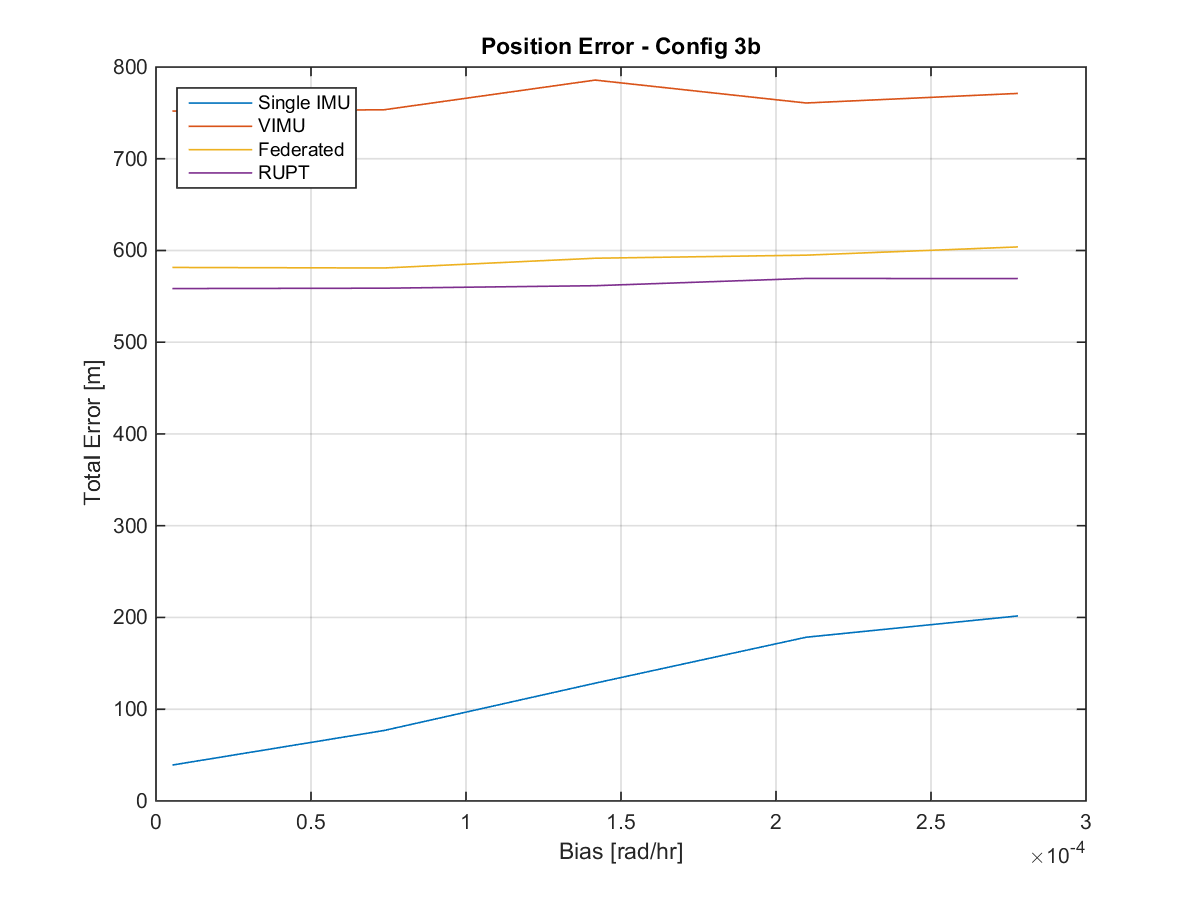 Position Error - Config 3b
Single IMU
VIMU
Federated
RUPT
Total Error [m]
800
700
600
500
400
300
200
100
0
0 0.5 1 1.5 2 2.5 3
Bias [rad/hr]
×10⁻⁴